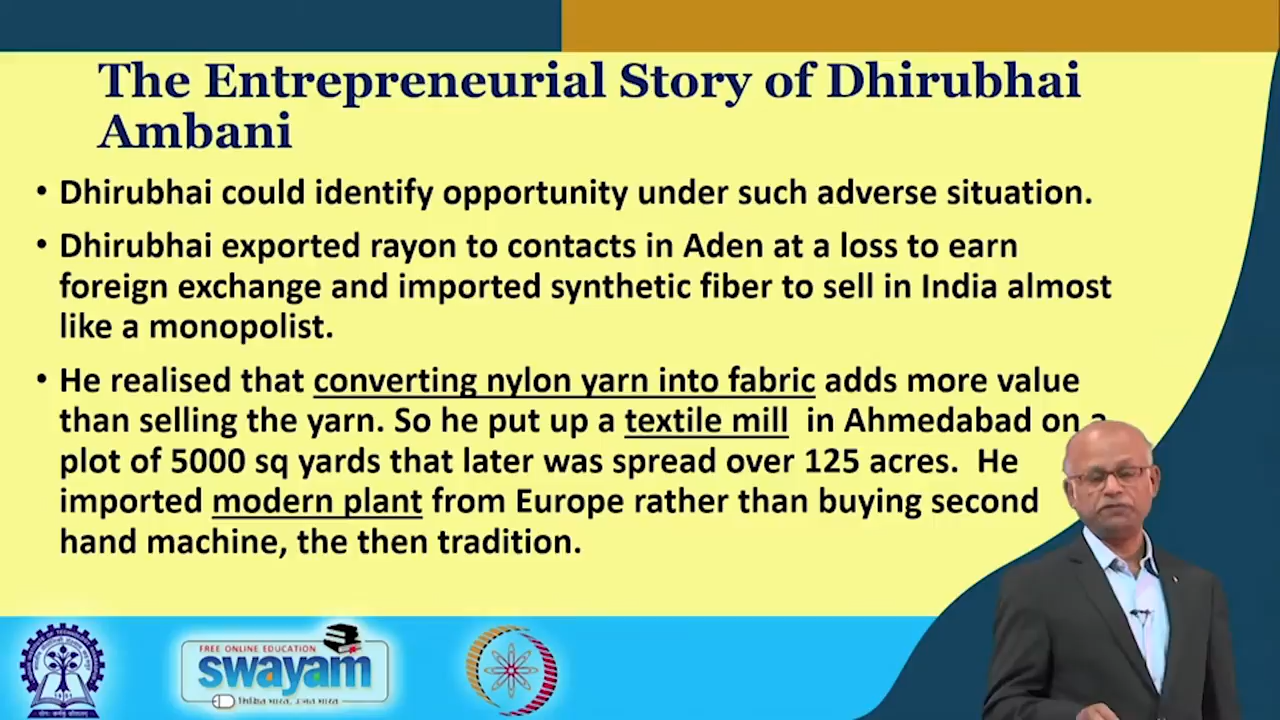 The Entrepreneurial Story of Dhirubhai
Ambani
• Dhirubhai could identify opportunity under such adverse situation.
• Dhirubhai exported rayon to contacts in Aden at a loss to earn
foreign exchange and imported synthetic fiber to sell in India almost
like a monopolist.
• He realised that converting nylon yarn into fabric adds more value
than selling the yarn. So he put up a textile mill in Ahmedabad on a
plot of 5000 sq yards that later was spread over 125 acres. He
imported modern plant from Europe rather than buying second
hand machine, the then tradition.
FREE ONLINE EDUCATION
swayam
शिक्षित भारत, उन्नत भारत